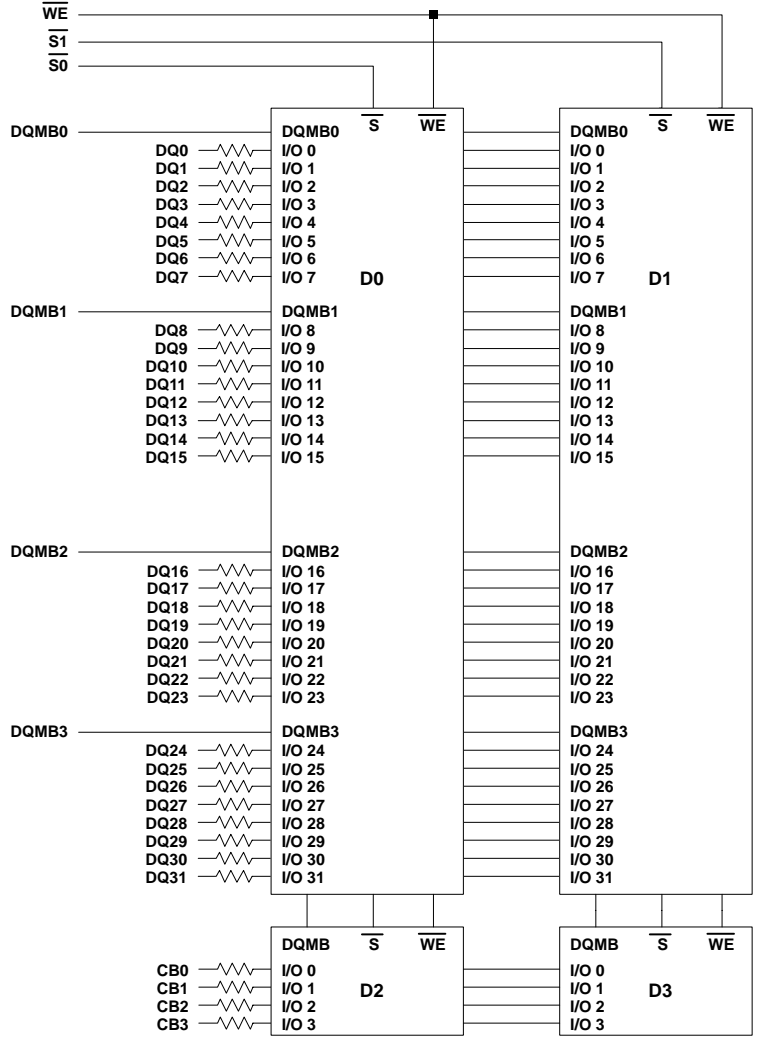 WE
S1
S0
S WE S WE
DQMB0 DQMB0 DQMB0
DQ0 I/O 0 I/O 0
DQ1 I/O 1 I/O 1
DQ2 I/O 2 I/O 2
DQ3 I/O 3 I/O 3
DQ4 I/O 4 I/O 4
DQ5 I/O 5 I/O 5
DQ6 I/O 6 I/O 6
DQ7 I/O 7 D0 I/O 7 D1
DQMB1 DQMB1 DQMB1
DQ8 I/O 8 I/O 8
DQ9 I/O 9 I/O 9
DQ10 I/O 10 I/O 10
DQ11 I/O 11 I/O 11
DQ12 I/O 12 I/O 12
DQ13 I/O 13 I/O 13
DQ14 I/O 14 I/O 14
DQ15 I/O 15 I/O 15
DQMB2 DQMB2 DQMB2
DQ16 I/O 16 I/O 16
DQ17 I/O 17 I/O 17
DQ18 I/O 18 I/O 18
DQ19 I/O 19 I/O 19
DQ20 I/O 20 I/O 20
DQ21 I/O 21 I/O 21
DQ22 I/O 22 I/O 22
DQ23 I/O 23 I/O 23
DQMB3 DQMB3 DQMB3
DQ24 I/O 24 I/O 24
DQ25 I/O 25 I/O 25
DQ26 I/O 26 I/O 26
DQ27 I/O 27 I/O 27
DQ28 I/O 28 I/O 28
DQ29 I/O 29 I/O 29
DQ30 I/O 30 I/O 30
DQ31 I/O 31 I/O 31
DQMB S WE DQMB S WE
CB0 I/O 0 I/O 0
CB1 I/O 1 D2 I/O 1 D3
CB2 I/O 2 I/O 2
CB3 I/O 3 I/O 3